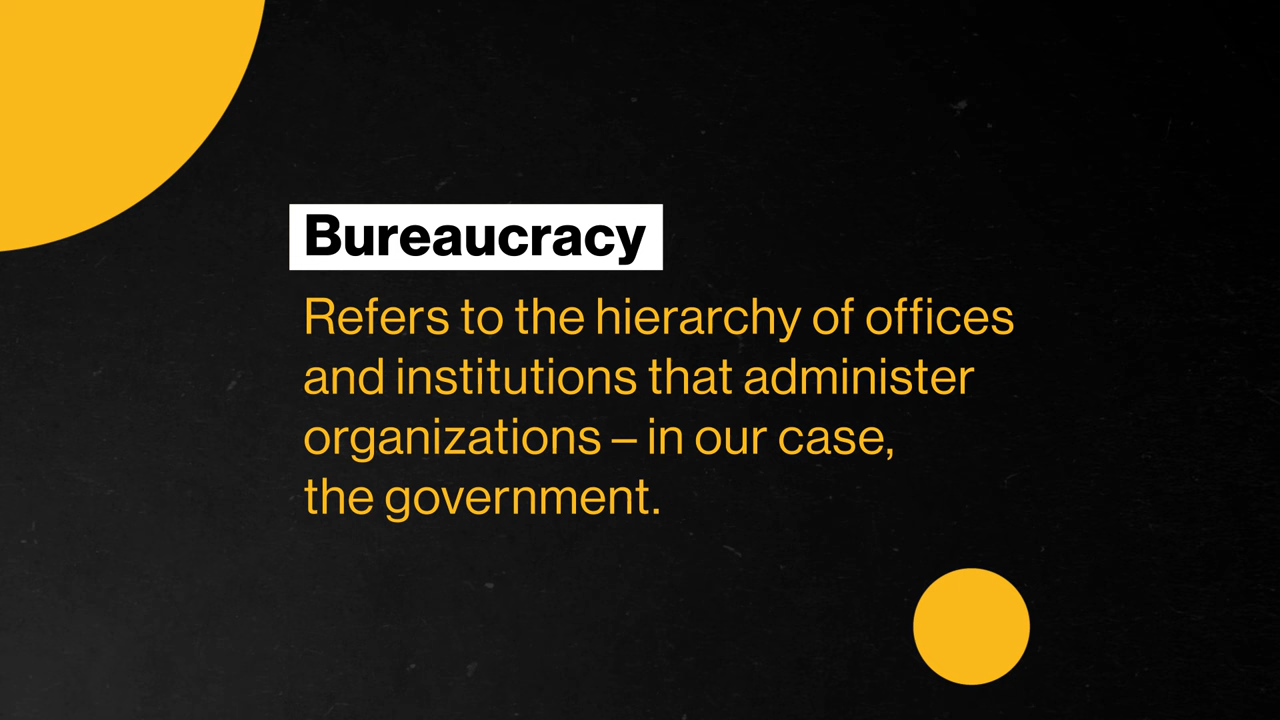 Bureaucracy
Refers to the hierarchy of offices
and institutions that administer
organizations – in our case,
the government.